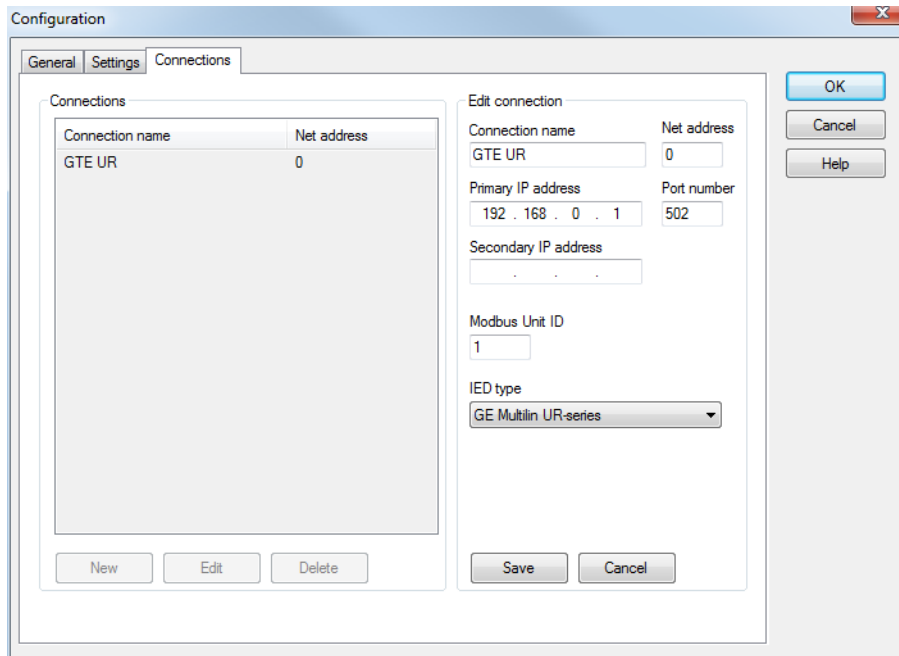 Configuration
General Settings Connections
Connections
Connection name Net address
GTE UR 0
New Edit Delete
Edit connection
Connection name Net address
GTE UR 0
Primary IP address Port number
192 . 168 . 0 . 1 502
Secondary IP address
. . .
Modbus Unit ID
1
IED type
GE Multilin UR-series
Save Cancel
OK
Cancel
Help